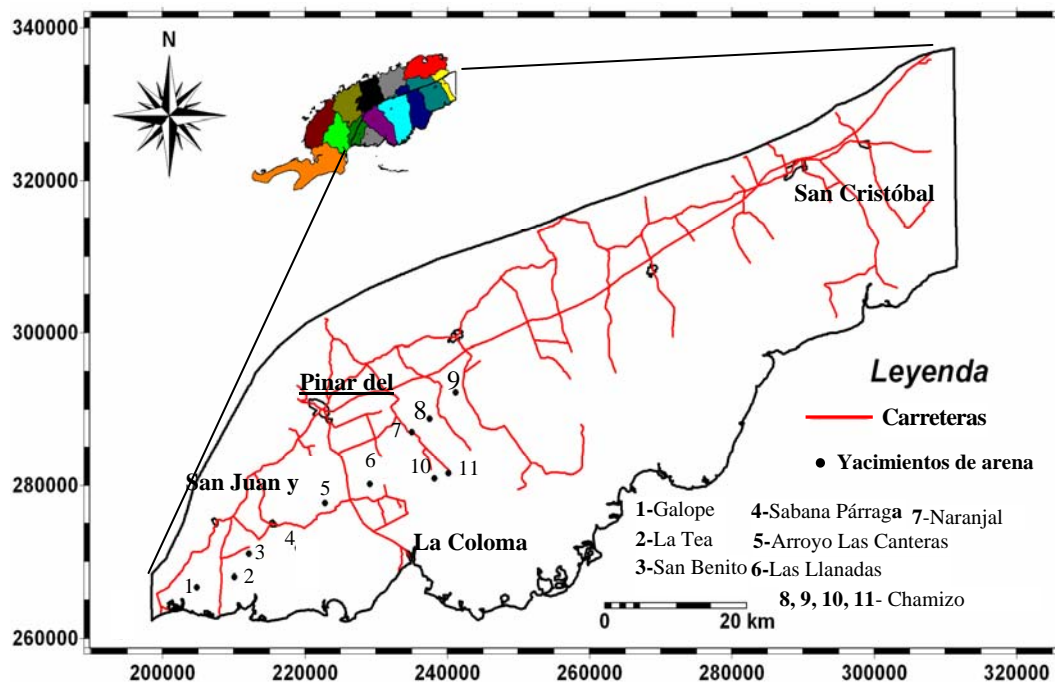 340000
N
320000
San Cristóbal
300000
Leyenda
Pinar del
9
Carreteras
8
7
Yacimientos de arena
6
10
11
280000
San Juan y
5
1-Galope
4-Sabana Párraga
7-Naranjal
4
La Coloma
2-La Tea
5-Arroyo Las Canteras
3
3-San Benito
6-Las Llanadas
2
1
8, 9, 10, 11- Chamizo
0
20 km
260000
200000
220000
240000
260000
280000
300000
320000